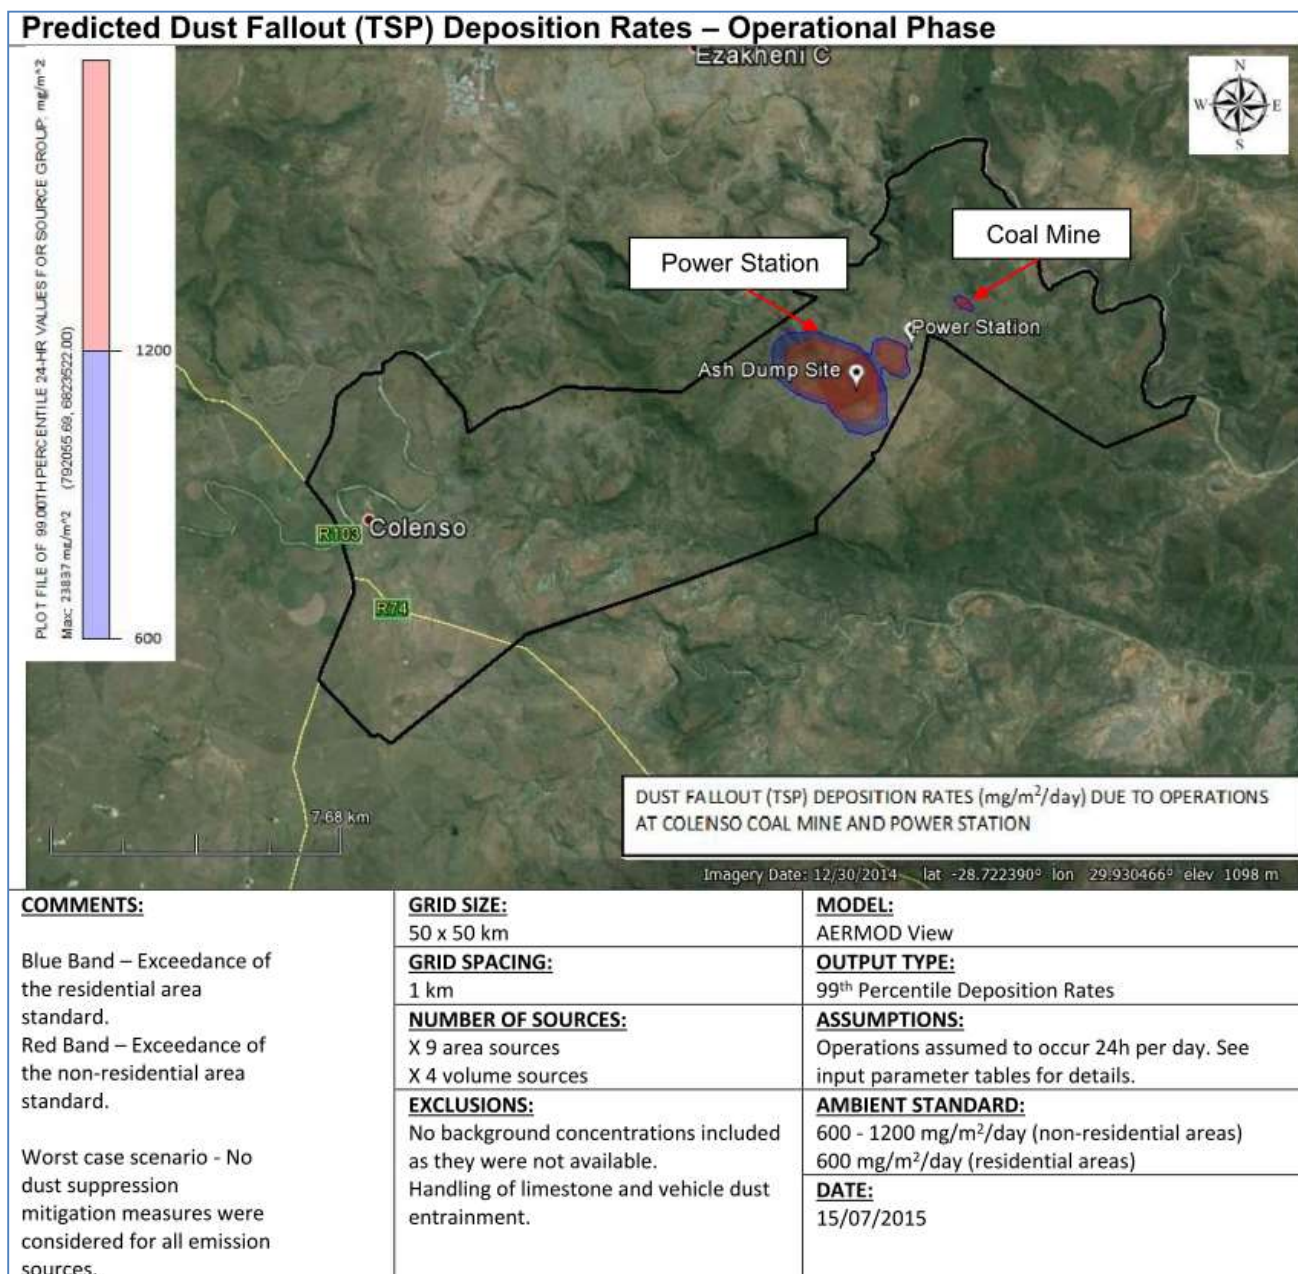 Predicted Dust Fallout (TSP) Deposition Rates – Operational Phase
PLOT FILE OF 99.00TH PERCENTILE 24-HR VALUES FOR SOURCE GROUP: mg/m^2
Max: 23837 mg/m^2 (792055.69, 6823522.00)
1200
600
Ezakheni C
N
W
E
S
Coal Mine
Power Station
Power Station
Ash Dump Site
R103
Colenso
R74
7.68 km
DUST FALLOUT (TSP) DEPOSITION RATES (mg/m²/day) DUE TO OPERATIONS
AT COLENSO COAL MINE AND POWER STATION
Imagery Date: 12/30/2014 lat -28.722390° lon 29.930466° elev 1098 m
COMMENTS:
Blue Band – Exceedance of
the residential area
standard.
Red Band – Exceedance of
the non-residential area
standard.
Worst case scenario - No
dust suppression
mitigation measures were
considered for all emission
sources.
GRID SIZE:
50 x 50 km
GRID SPACING:
1 km
NUMBER OF SOURCES:
X 9 area sources
X 4 volume sources
EXCLUSIONS:
No background concentrations included
as they were not available.
Handling of limestone and vehicle dust
entrainment.
MODEL:
AERMOD View
OUTPUT TYPE:
99th Percentile Deposition Rates
ASSUMPTIONS:
Operations assumed to occur 24h per day. See
input parameter tables for details.
AMBIENT STANDARD:
600 - 1200 mg/m²/day (non-residential areas)
600 mg/m²/day (residential areas)
DATE:
15/07/2015